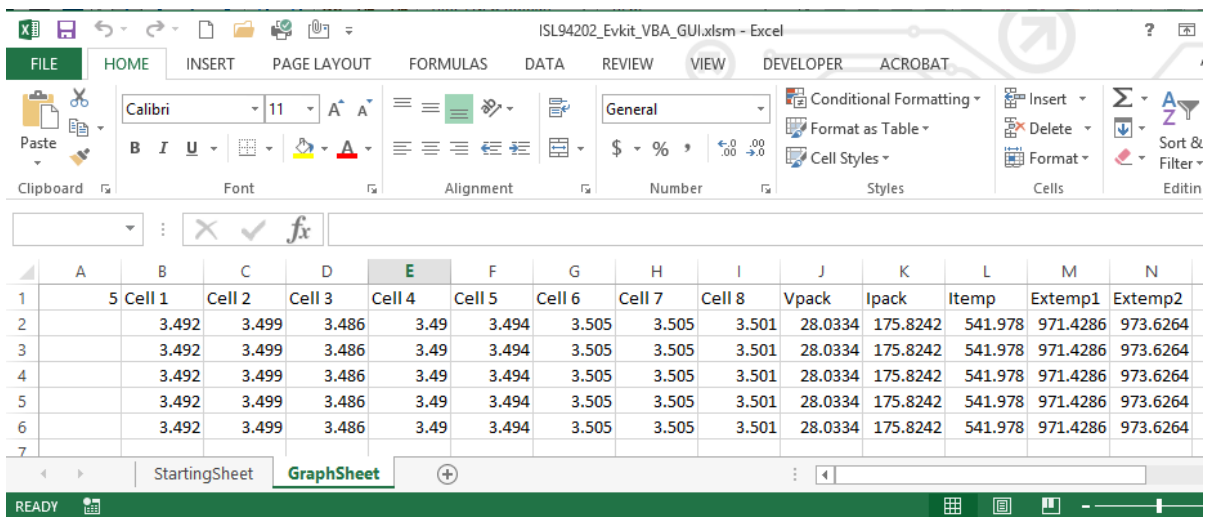 ISL94202_Evkit_VBA_GUI.xlsm - Excel
FILE HOME INSERT PAGE LAYOUT FORMULAS DATA REVIEW VIEW DEVELOPER ACROBAT
Calibri 11 General Conditional Formatting Insert
Paste Format as Table Delete
B I U A $ % Cell Styles Format Sort &
Filter
Clipboard Font Alignment Number Styles Cells Editin
fx
A B C D E F G H I J K L M N
1 5 Cell 1 Cell 2 Cell 3 Cell 4 Cell 5 Cell 6 Cell 7 Cell 8 Vpack Ipack Itemp Extemp1 Extemp2
2 3.492 3.499 3.486 3.49 3.494 3.505 3.505 3.501 28.0334 175.8242 541.978 971.4286 973.6264
3 3.492 3.499 3.486 3.49 3.494 3.505 3.505 3.501 28.0334 175.8242 541.978 971.4286 973.6264
4 3.492 3.499 3.486 3.49 3.494 3.505 3.505 3.501 28.0334 175.8242 541.978 971.4286 973.6264
5 3.492 3.499 3.486 3.49 3.494 3.505 3.505 3.501 28.0334 175.8242 541.978 971.4286 973.6264
6 3.492 3.499 3.486 3.49 3.494 3.505 3.505 3.501 28.0334 175.8242 541.978 971.4286 973.6264
7
StartingSheet GraphSheet
READY